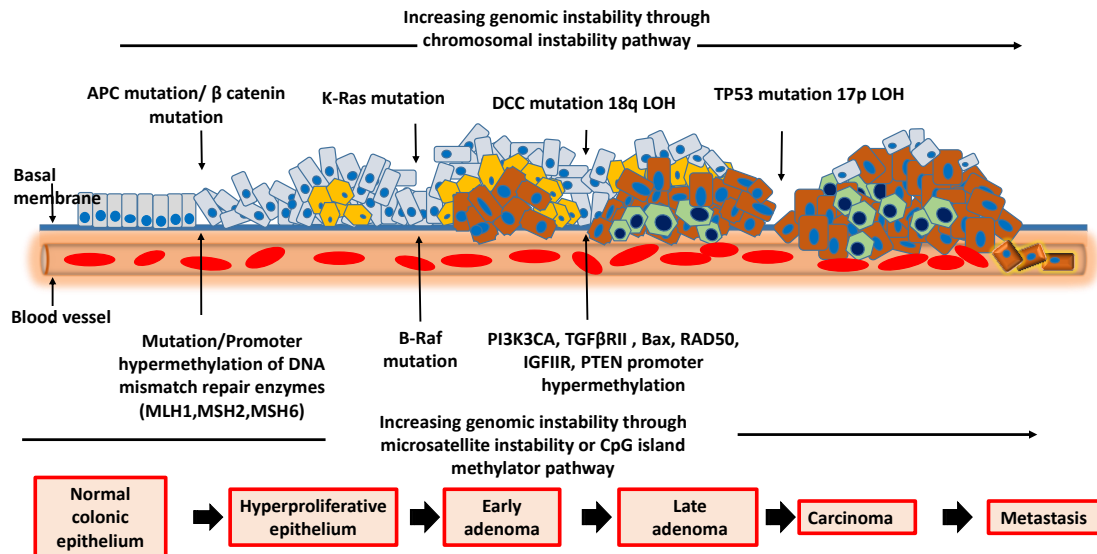 Increasing genomic instability through
chromosomal instability pathway
APC mutation/ β catenin
mutation
K-Ras mutation
DCC mutation 18q LOH
TP53 mutation 17p LOH
Basal
membrane
Blood vessel
Mutation/Promoter
hypermethylation of DNA
mismatch repair enzymes
(MLH1,MSH2,MSH6)
B-Raf
mutation
PI3K3CA, TGFβRII , Bax, RAD50,
IGFIIR, PTEN promoter
hypermethylation
Increasing genomic instability through
microsatellite instability or CpG island
methylator pathway
Normal
colonic
epithelium
Hyperproliferative
epithelium
Early
adenoma
Late
adenoma
Carcinoma
Metastasis